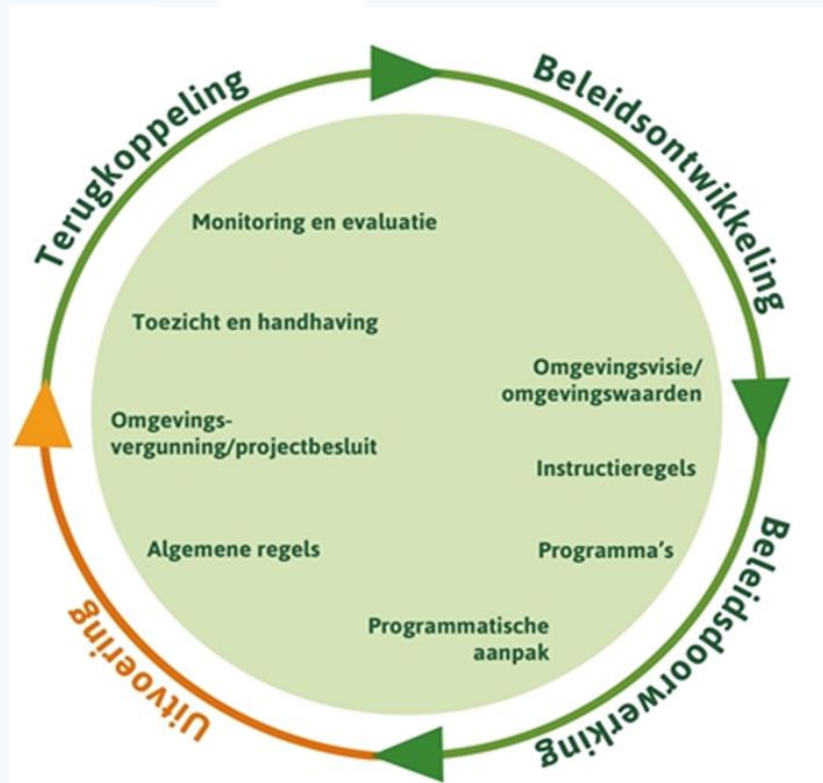 Terugkoppeling
Beleidsontwikkeling
Monitoring en evaluatie
Toezicht en handhaving
Omgevingsvisie/
omgevingswaarden
Omgevings-
vergunning/projectbesluit
Instructieregels
Algemene regels
Programma’s
Programmatische
aanpak
Uitvoering
Beleidsdoorwerking